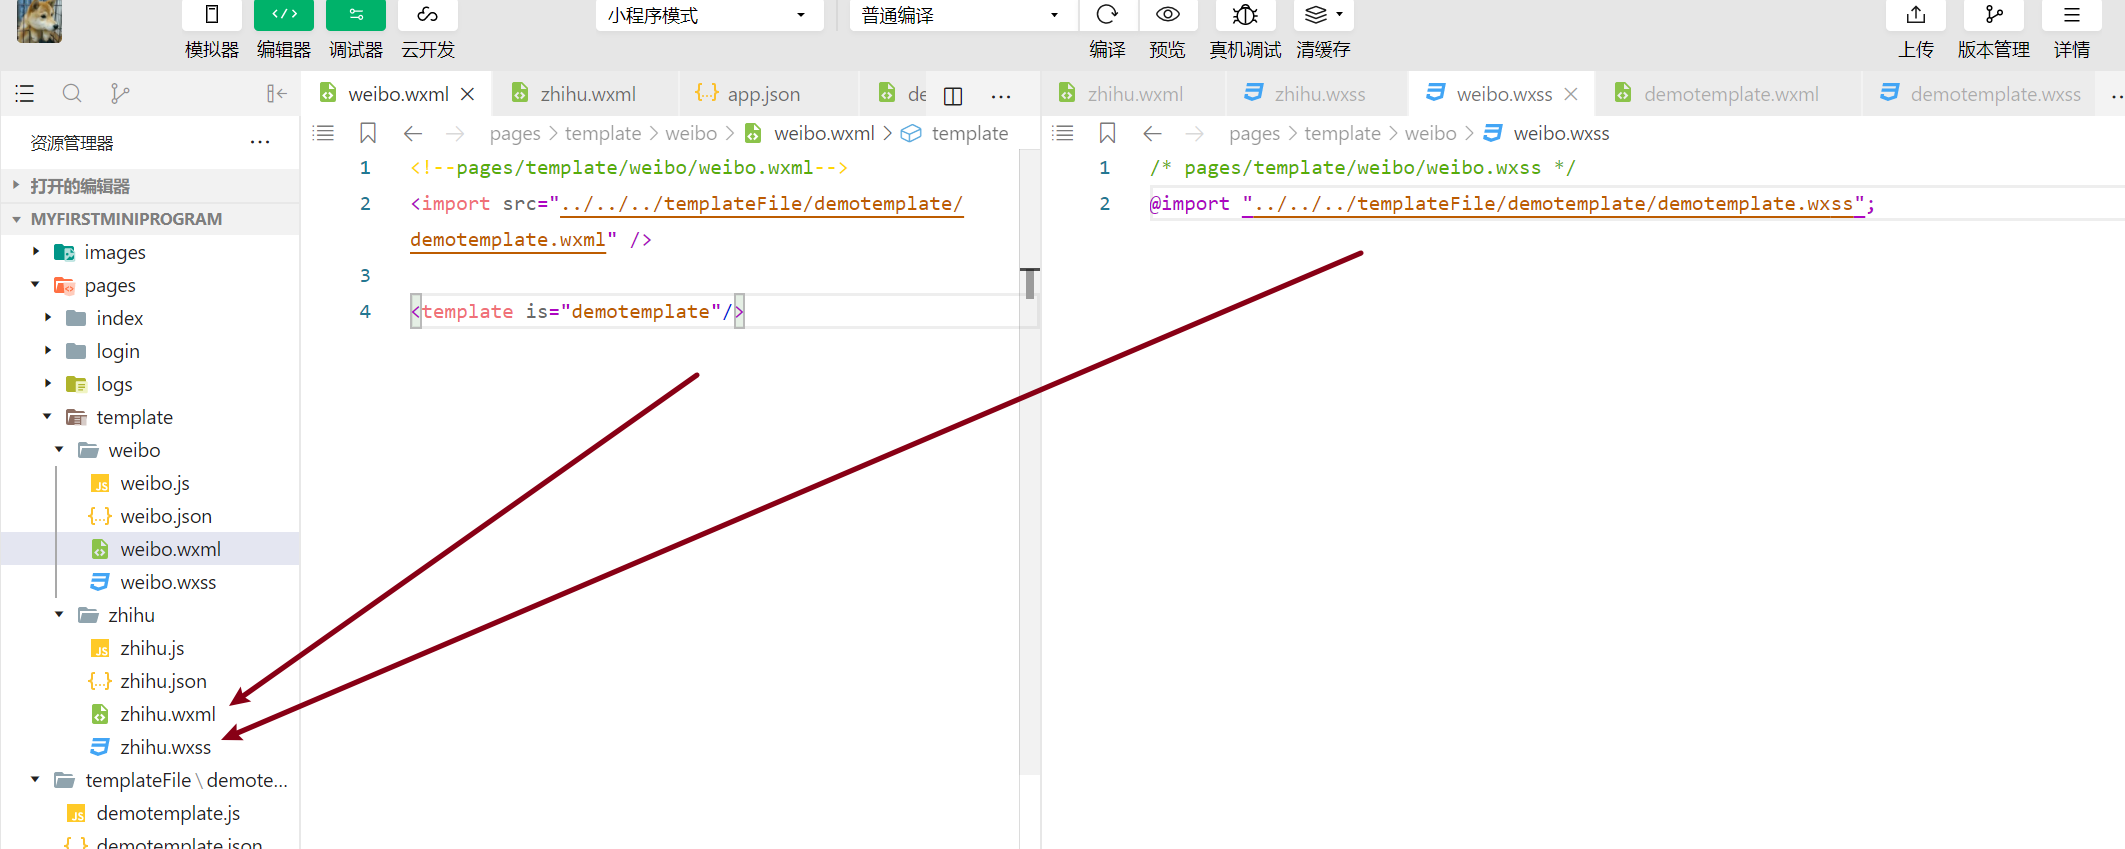 小程序模式
普通编译
模拟器
编辑器
调试器
云开发
编译
预览
真机调试
清缓存
上传
版本管理
详情
资源管理器
打开的编辑器
MYFIRSTMINIPROGRAM
images
pages
index
login
logs
template
weibo
weibo.js
weibo.json
weibo.wxml
weibo.wxss
zhihu
zhihu.js
zhihu.json
zhihu.wxml
zhihu.wxss
templateFile \ demote...
demotemplate.js
demotemplate.json
weibo.wxml
zhihu.wxml
app.json
de
pages > template > weibo > weibo.wxml > template
1 <!--pages/template/weibo/weibo.wxml-->
2 <import src="../../../templateFile/demotemplate/
demotemplate.wxml" />
3
4 <template is="demotemplate"/>
zhihu.wxml
zhihu.wxss
weibo.wxss
demotemplate.wxml
demotemplate.wxss
pages > template > weibo > weibo.wxss
1 /* pages/template/weibo/weibo.wxss */
2 @import "../../../templateFile/demotemplate/demotemplate.wxss";